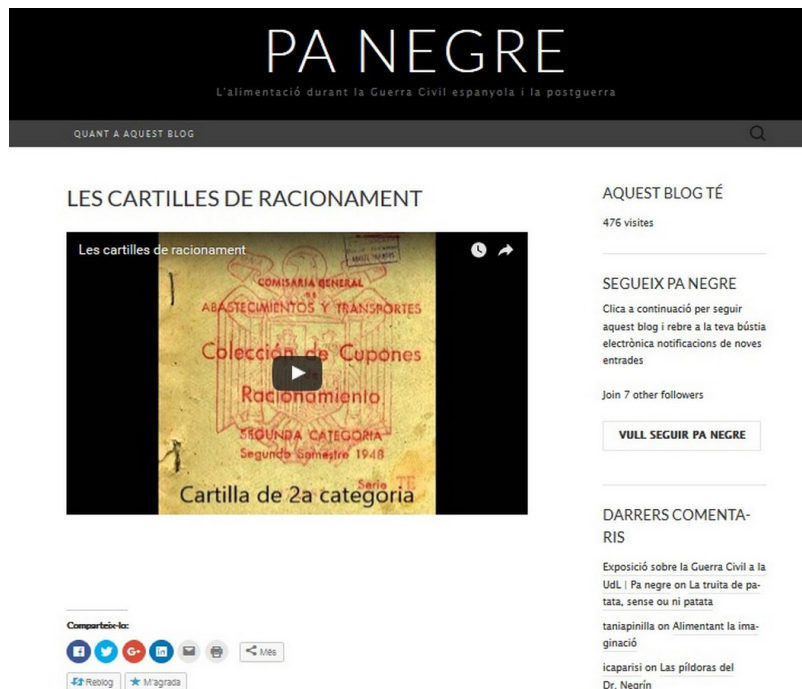 PA NEGRE
L'alimentació durant la Guerra Civil espanyola i la postguerra
QUANT A AQUEST BLOG
LES CARTILLES DE RACIONAMENT
Les cartilles de racionament
COMISARIA GENERAL
DE
ABASTECIMIENTOS Y TRANSPORTES
Colección de Cupones
Racionamiento
SEGUNDA CATEGORIA
Segundo Semestre 1948
Serie TE
Cartilla de 2a categoria
Comparteix-lo:
Més
Reblog
M'agrada
AQUEST BLOG TÉ
476 visites
SEGUEIX PA NEGRE
Clica a continuació per seguir
aquest blog i rebre a la teva bústia
electrònica notificacions de noves
entrades
Join 7 other followers
VULL SEGUIR PA NEGRE
DARRERS COMENTA-
RIS
Exposició sobre la Guerra Civil a la
UdL | Pa negre on La truita de pa-
tata, sense ou ni patata
taniapinilla on Alimentant la ima-
ginació
icaparisi on Las píldoras del
Dr. Negrín